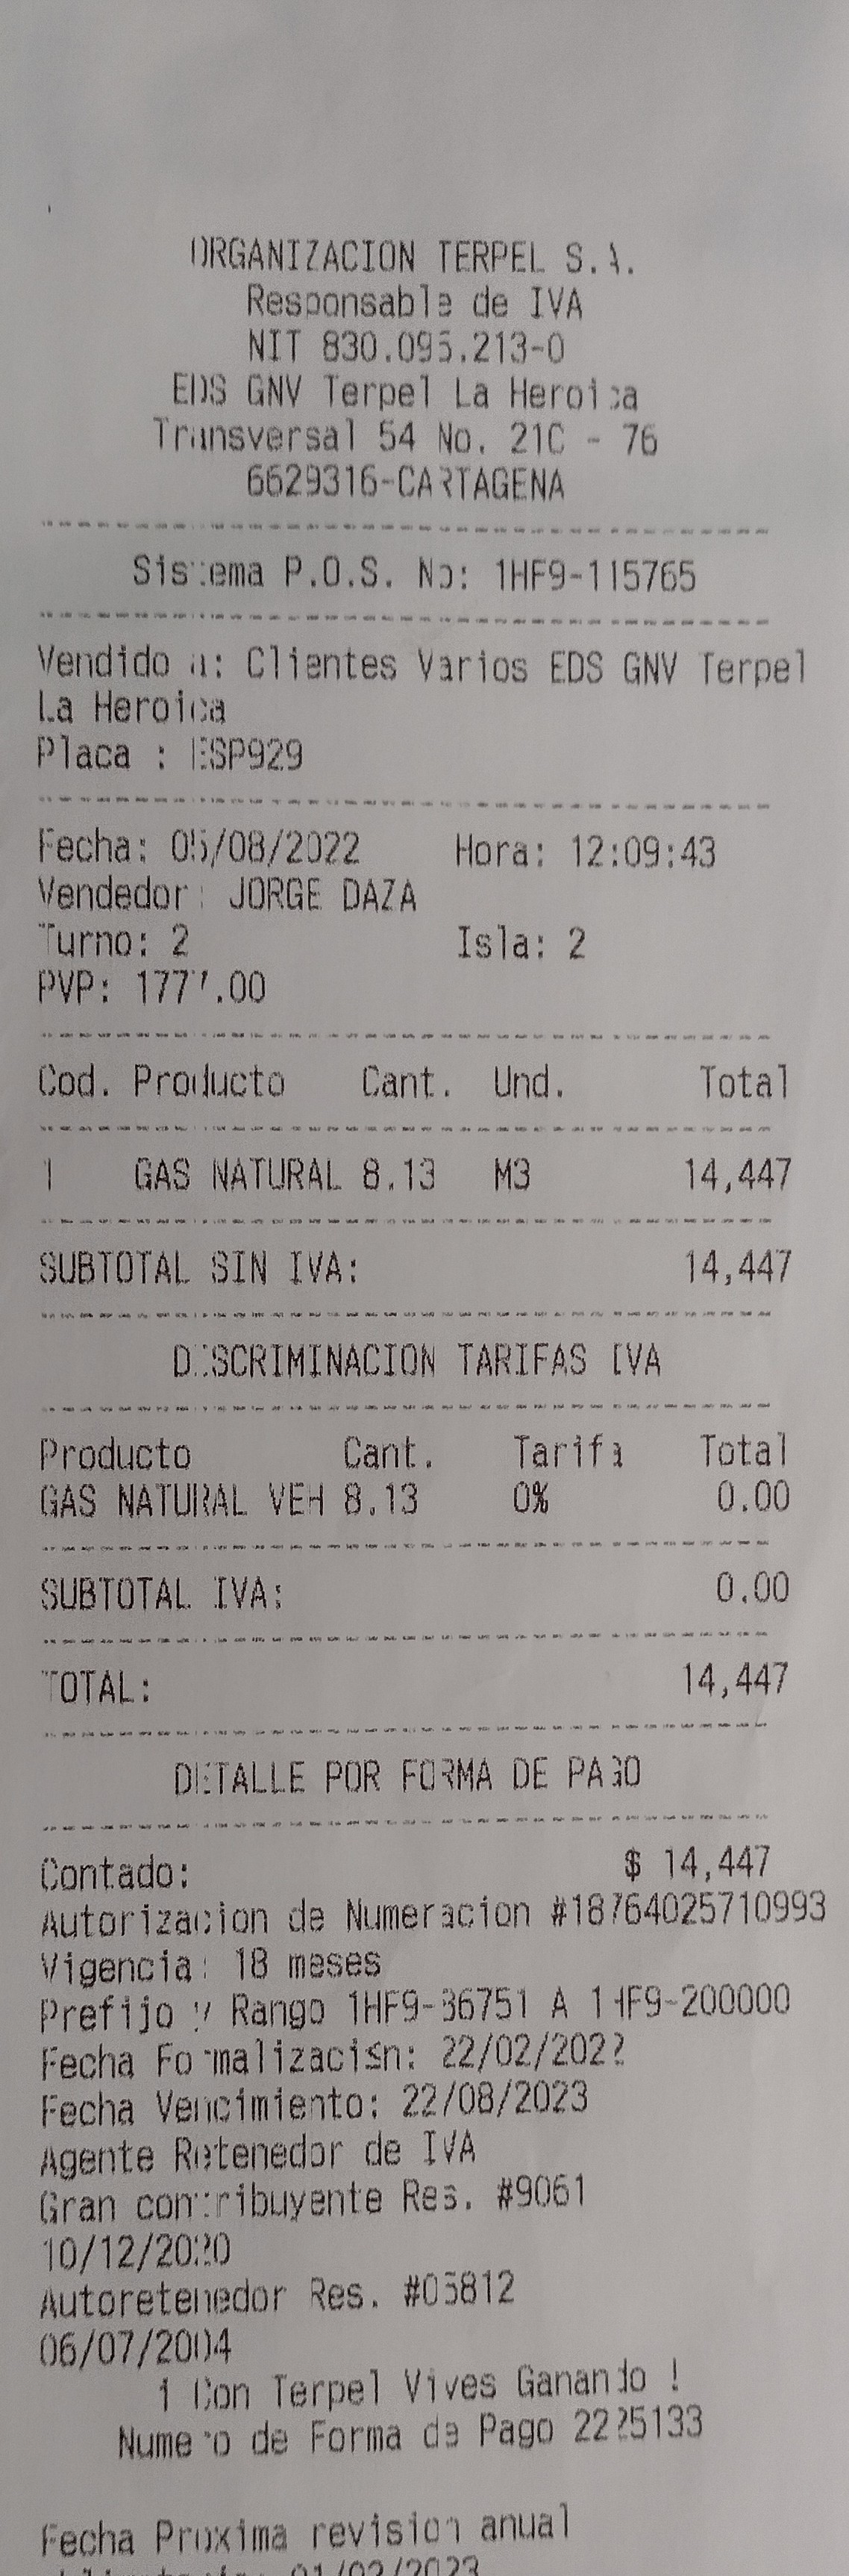 ORGANIZACION TERPEL S.A.
Responsable de IVA
NIT 830.095.213-0
EDS GNV Terpel La Heroica
Transversal 54 No. 21C - 76
6629316-CARTAGENA
Sistema P.O.S. No: 1HF9-115765
Vendido a: Clientes Varios EDS GNV Terpel
La Heroica
Placa : ESP929
Fecha: 05/08/2022 Hora: 12:09:43
Vendedor: JORGE DAZA
Turno: 2 Isla: 2
PVP: 1777.00
Cod. Producto Cant. Und. Total
1 GAS NATURAL 8.13 M3 14,447
SUBTOTAL SIN IVA: 14,447
DISCRIMINACION TARIFAS IVA
Producto Cant. Tarifa Total
GAS NATURAL VEH 8.13 0% 0.00
SUBTOTAL IVA: 0.00
TOTAL: 14,447
DETALLE POR FORMA DE PAGO
Contado: $ 14,447
Autorizacion de Numeracion #18764025710993
Vigencia: 18 meses
Prefijo y Rango A 1HF9-200000
Fecha Formalización: 22/02/2022
Fecha Vencimiento: 22/08/2023
Agente Retenedor de IVA
Gran contribuyente Res. #9061
10/12/2020
Autoretenedor Res. #05812
06/07/2004
¡ Con Terpel Vives Ganando !
Numero de Forma de Pago 2225133
Fecha Proxima revision anual
01/02/2023